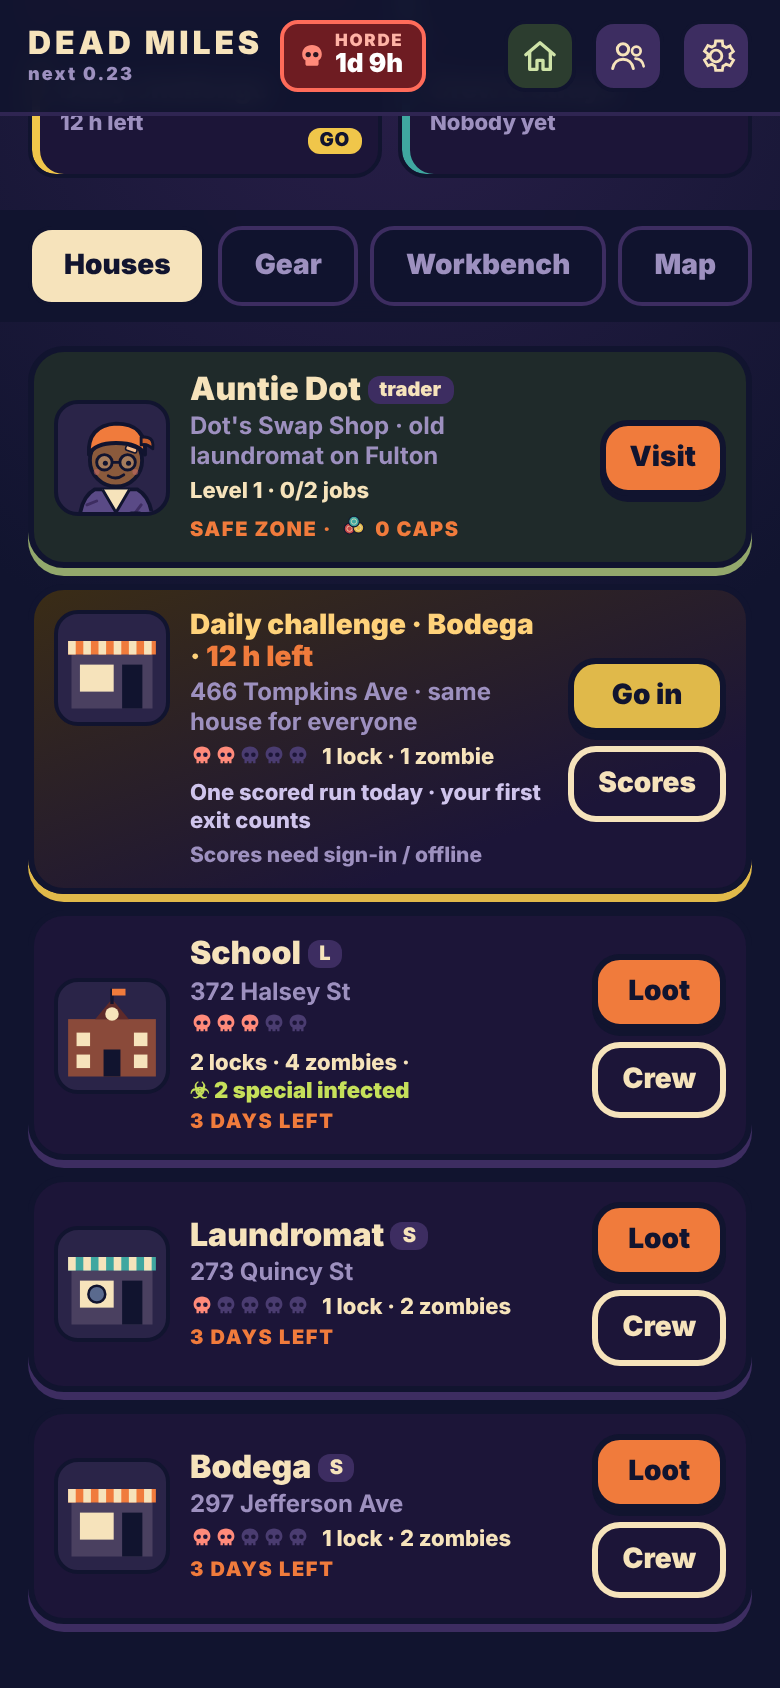 DEAD MILES
next 0.23
HORDE
1d 9h
12 h left
GO
Nobody yet
Houses
Gear
Workbench
Map
Auntie Dot trader
Dot's Swap Shop · old
laundromat on Fulton
Level 1 · 0/2 jobs
SAFE ZONE · 0 CAPS
Visit
Daily challenge · Bodega
· 12 h left
466 Tompkins Ave · same
house for everyone
1 lock · 1 zombie
One scored run today · your first
exit counts
Scores need sign-in / offline
Go in
Scores
School L
372 Halsey St
2 locks · 4 zombies ·
☣ 2 special infected
3 DAYS LEFT
Loot
Crew
Laundromat S
273 Quincy St
1 lock · 2 zombies
3 DAYS LEFT
Loot
Crew
Bodega S
297 Jefferson Ave
1 lock · 2 zombies
3 DAYS LEFT
Loot
Crew